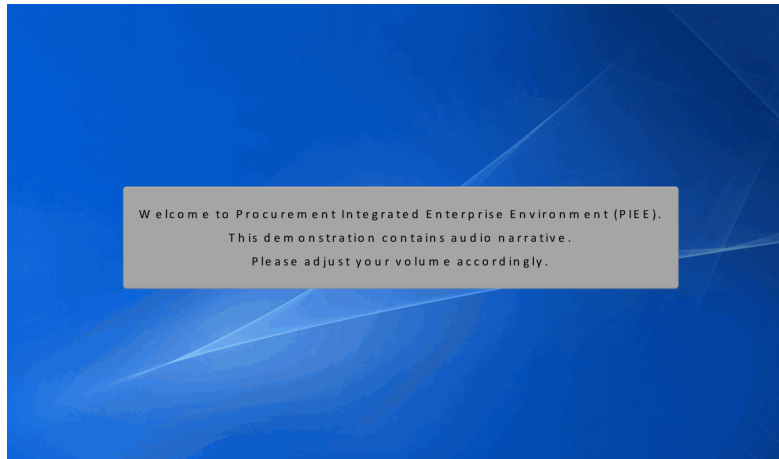 Welcome to Procurement Integrated Enterprise Environment (PIEE).
This demonstration contains audio narrative.
Please adjust your volume accordingly.